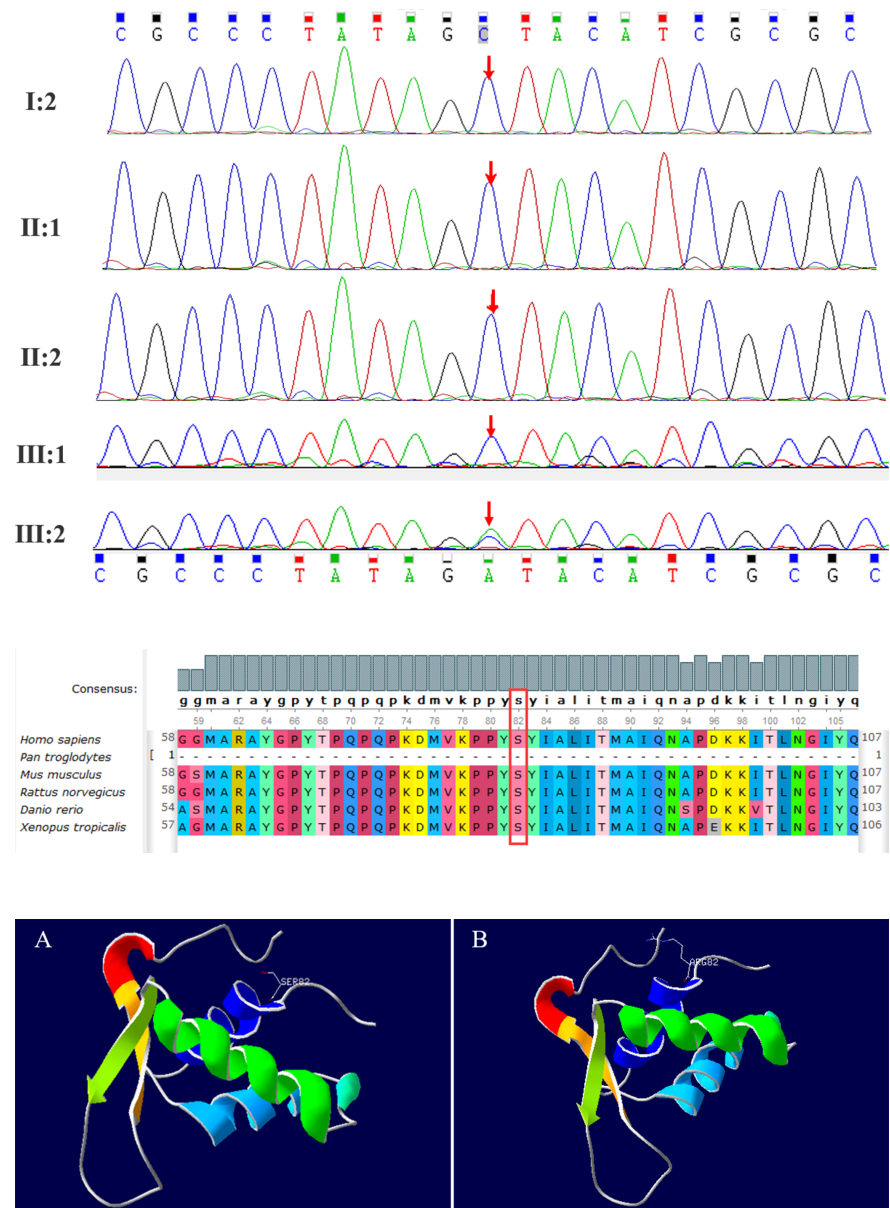 C G C C C T A T A G C T A C A T C G C G C
I:2
II:1
II:2
III:1
III:2
C G C C C T A T A G A T A C A T C G C G C
Consensus:
g g m a r a y g p y t p q p q p k d m v k p p y s y i a l i t m a i q n a p d k k i t l n g i y q
59 62 64 66 68 70 72 74 76 78 80 82 84 86 88 90 92 94 96 98 100 102 105
Homo sapiens 58 G G M A R A Y G P Y T P Q P Q P K D M V K P P Y S Y I A L I T M A I Q N A P D K K I T L N G I Y Q 107
Pan troglodytes [ 1 - - - - - - - - - - - - - - - - - - - - - - - - - - - - - - - - - - - - - - - - - - - - - - - - - 1
Mus musculus 58 G S M A R A Y G P Y T P Q P Q P K D M V K P P Y S Y I A L I T M A I Q N A P D K K I T L N G I Y Q 107
Rattus norvegicus 58 G G M A R A Y G P Y T P Q P Q P K D M V K P P Y S Y I A L I T M A I Q N A P D K K I T L N G I Y Q 107
Danio rerio 54 A S M A R A Y G P Y T P Q P Q P K D M V K P P Y S Y I A L I T M A I Q N S P D K K V T L N G I Y Q 103
Xenopus tropicalis 57 A G M A R A Y G P Y T P Q P Q P K D M V K P P Y S Y I A L I T M A I Q N A P E K K I T L N G I Y Q 106
A
SER82
B
ARG82